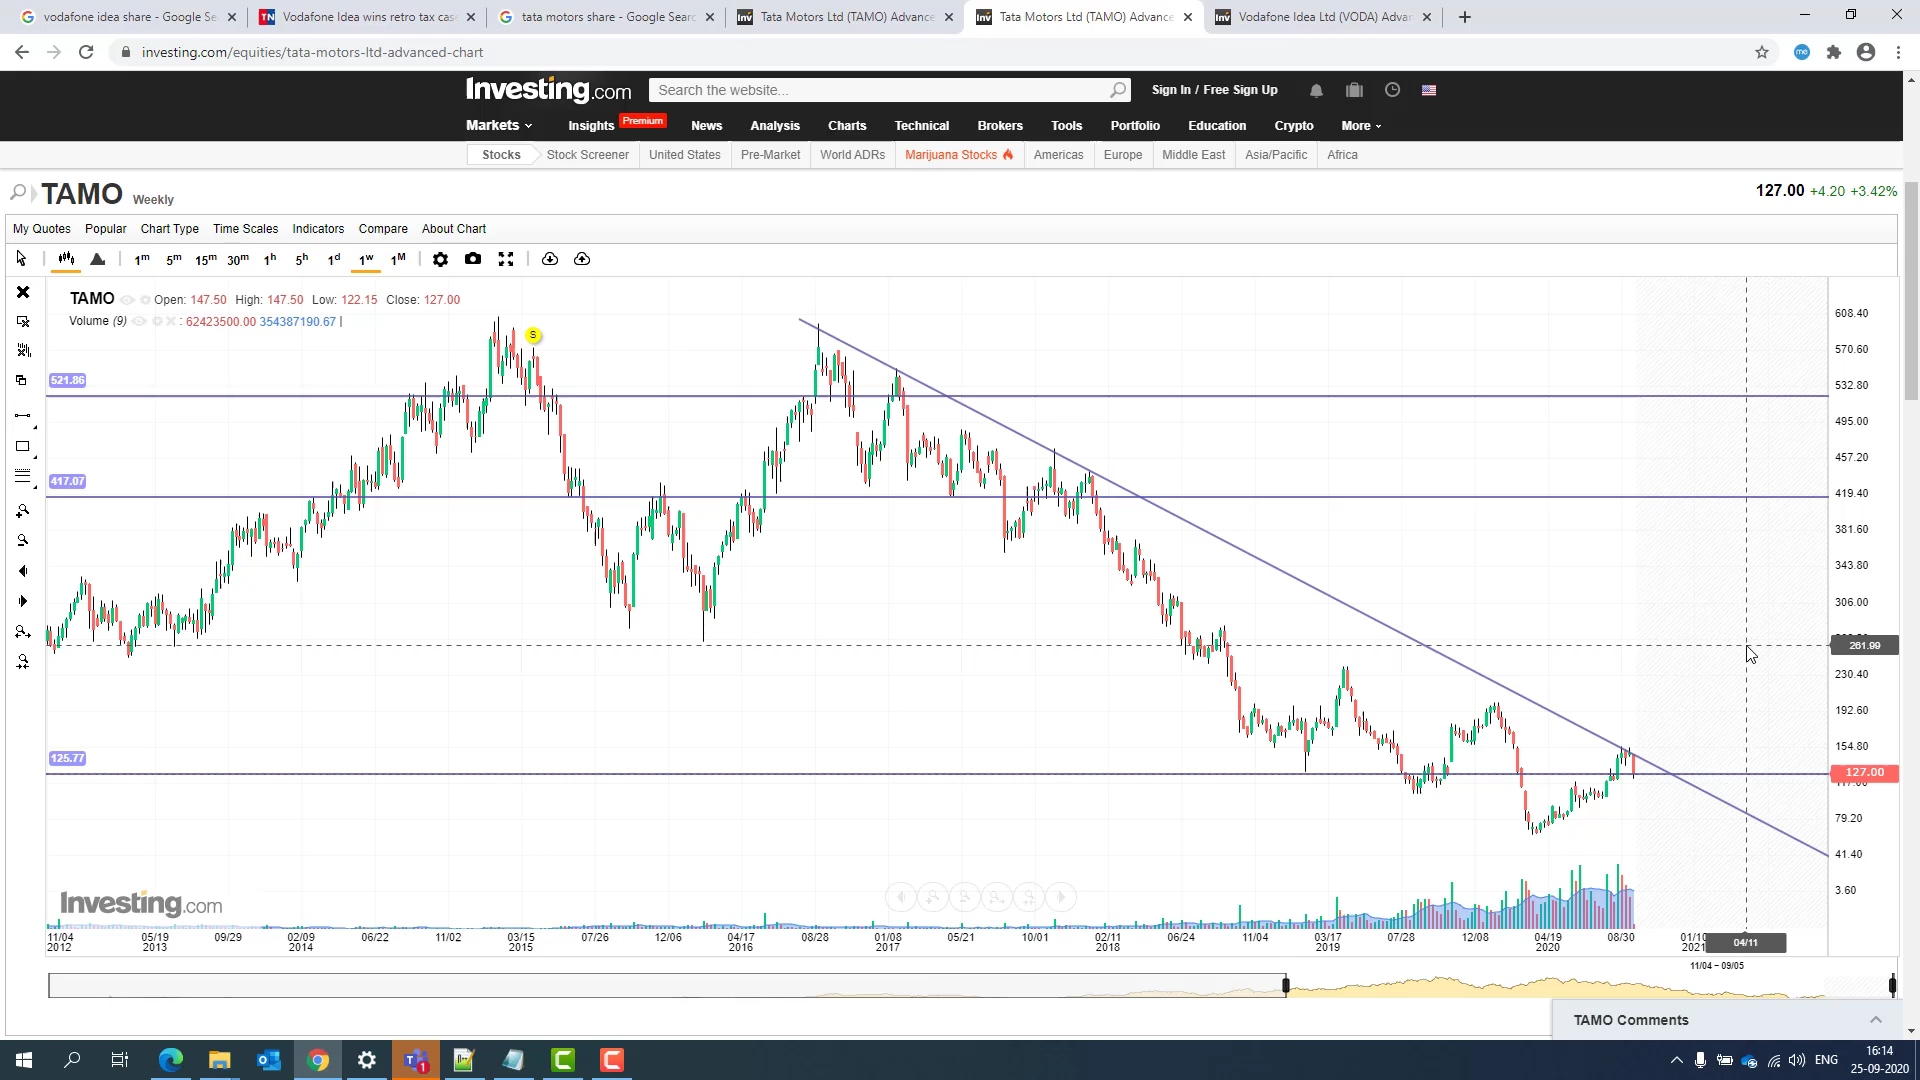 vodafone idea share - Google Se
Vodafone Idea wins retro tax cas
tata motors share - Google Searc
Tata Motors Ltd (TAMO) Advance
Tata Motors Ltd (TAMO) Advance
Vodafone Idea Ltd (VODA) Advan
investing.com/equities/tata-motors-ltd-advanced-chart
Investing.com
Search the website...
Sign In / Free Sign Up
Markets
Insights
Premium
News
Analysis
Charts
Technical
Brokers
Tools
Portfolio
Education
Crypto
More
Stocks
Stock Screener
United States
Pre-Market
World ADRs
Marijuana Stocks
Americas
Europe
Middle East
Asia/Pacific
Africa
TAMO Weekly
127.00 +4.20 +3.42%
My Quotes
Popular
Chart Type
Time Scales
Indicators
Compare
About Chart
1m 5m 15m 30m 1h 5h 1d 1w 1M
TAMO Open: 147.50 High: 147.50 Low: 122.15 Close: 127.00
Volume (9) : 62423500.00 354387190.67 |
S
521.86
417.07
125.77
608.40
570.60
532.80
495.00
457.20
419.40
381.60
343.80
306.00
261.99
230.40
192.60
154.80
127.00
79.20
41.40
3.60
Investing.com
11/04 05/19 09/29 02/09 06/22 11/02 03/15 07/26 12/06 04/17 08/28 01/08 05/21 10/01 02/11 06/24 11/04 03/17 07/28 12/08 04/19 08/30 01/10 04/11
2012 2013 2014 2015 2016 2017 2018 2019 2020 2021
11/04 - 09/05
TAMO Comments
1
ENG
16:14
25-09-2020